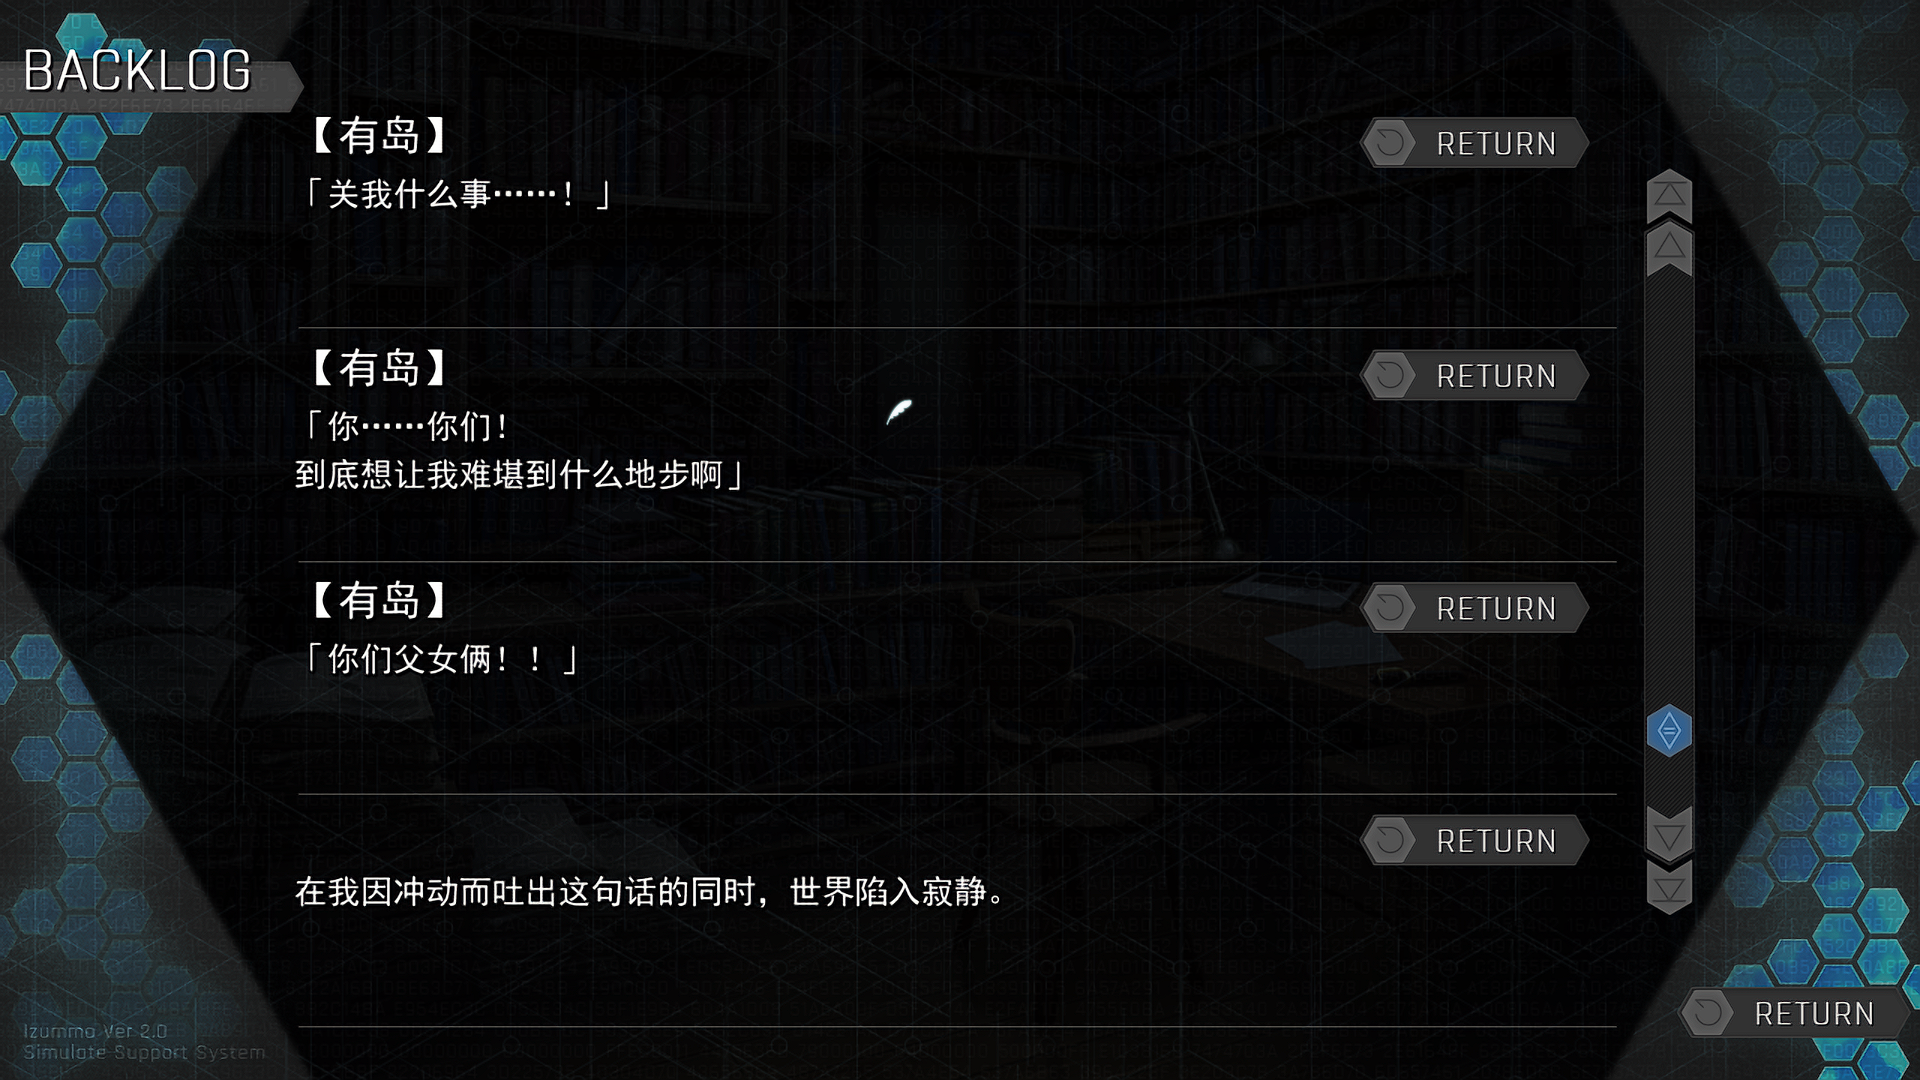 BACKLOG
【有岛】
RETURN
「关我什么事……！」
【有岛】
RETURN
「你……你们！
到底想让我难堪到什么地步啊」
【有岛】
RETURN
「你们父女俩！！」
RETURN
在我因冲动而吐出这句话的同时，世界陷入寂静。
RETURN
Izummo Ver 2.0
Simulate Support System